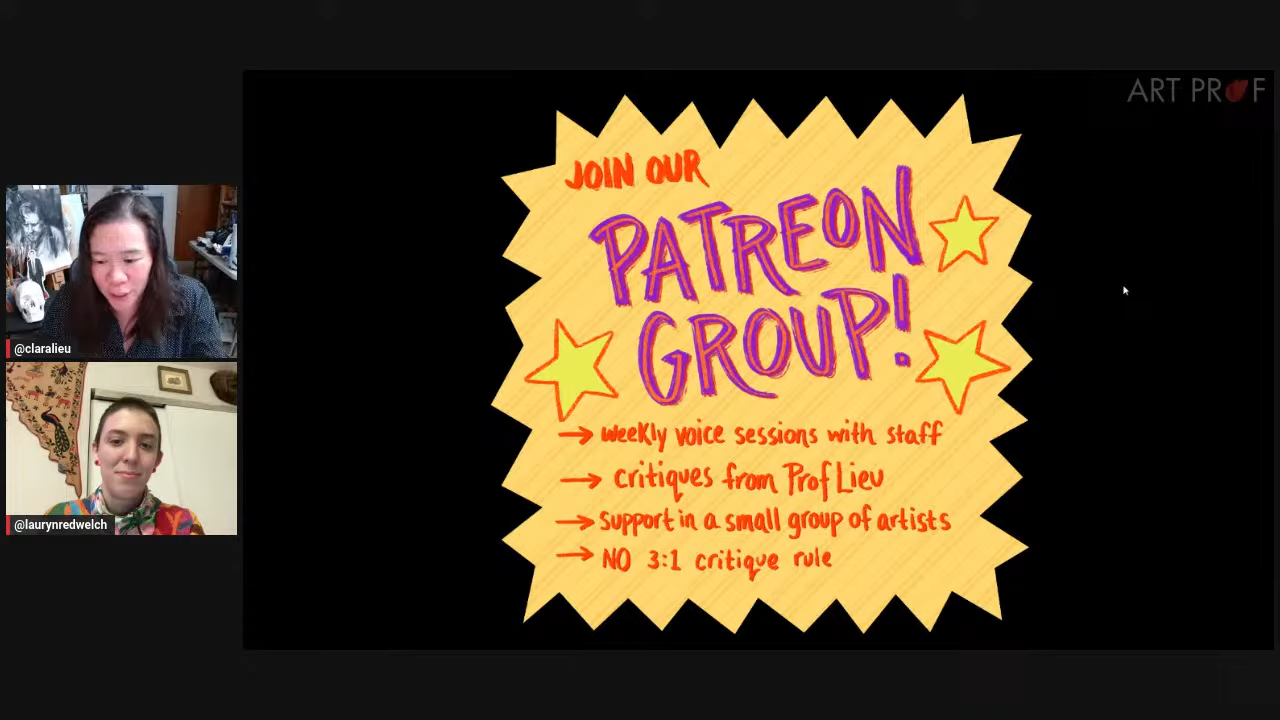 ART PROF
JOIN OUR
PATREON
GROUP!
→ weekly voice sessions with staff
→ critiques from Prof Lieu
→ support in a small group of artists
→ NO 3:1 critique rule
@claralieu
@laurynredwelch